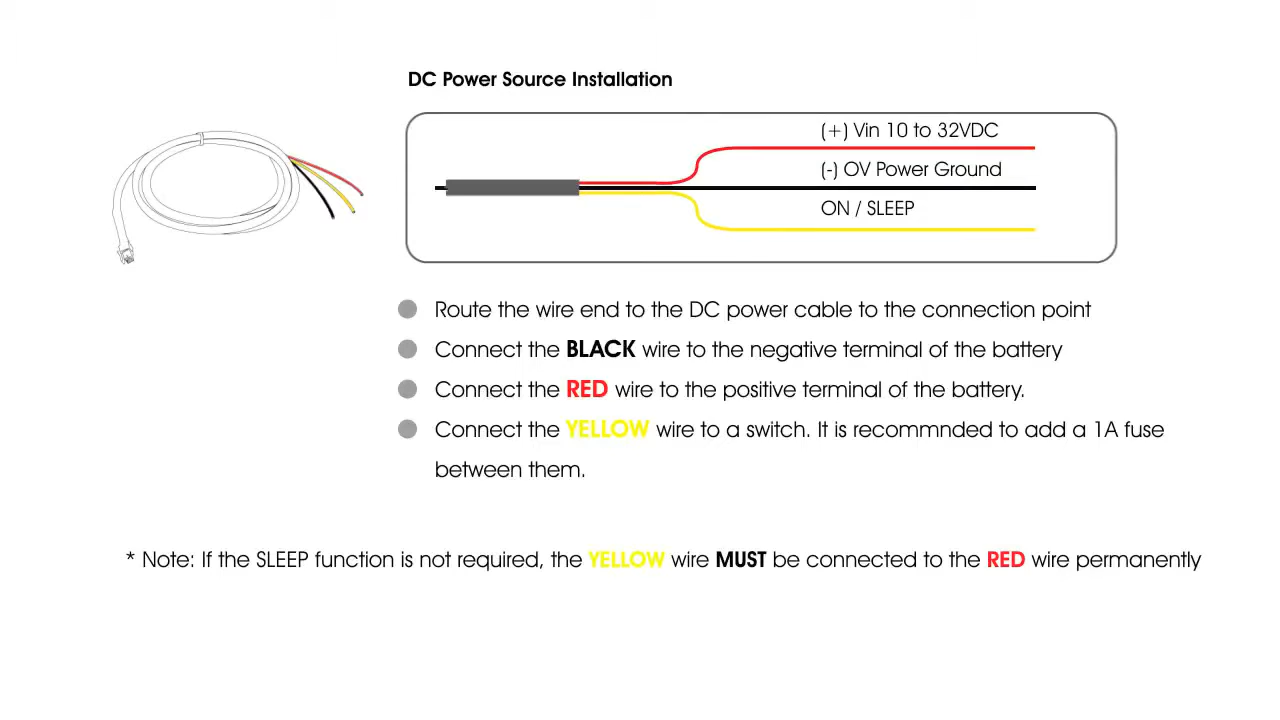 DC Power Source Installation
(+) Vin 10 to 32VDC
(-) OV Power Ground
ON / SLEEP
Route the wire end to the DC power cable to the connection point
Connect the BLACK wire to the negative terminal of the battery
Connect the RED wire to the positive terminal of the battery.
Connect the YELLOW wire to a switch. It is recommnded to add a 1A fuse
between them.
* Note: If the SLEEP function is not required, the YELLOW wire MUST be connected to the RED wire permanently